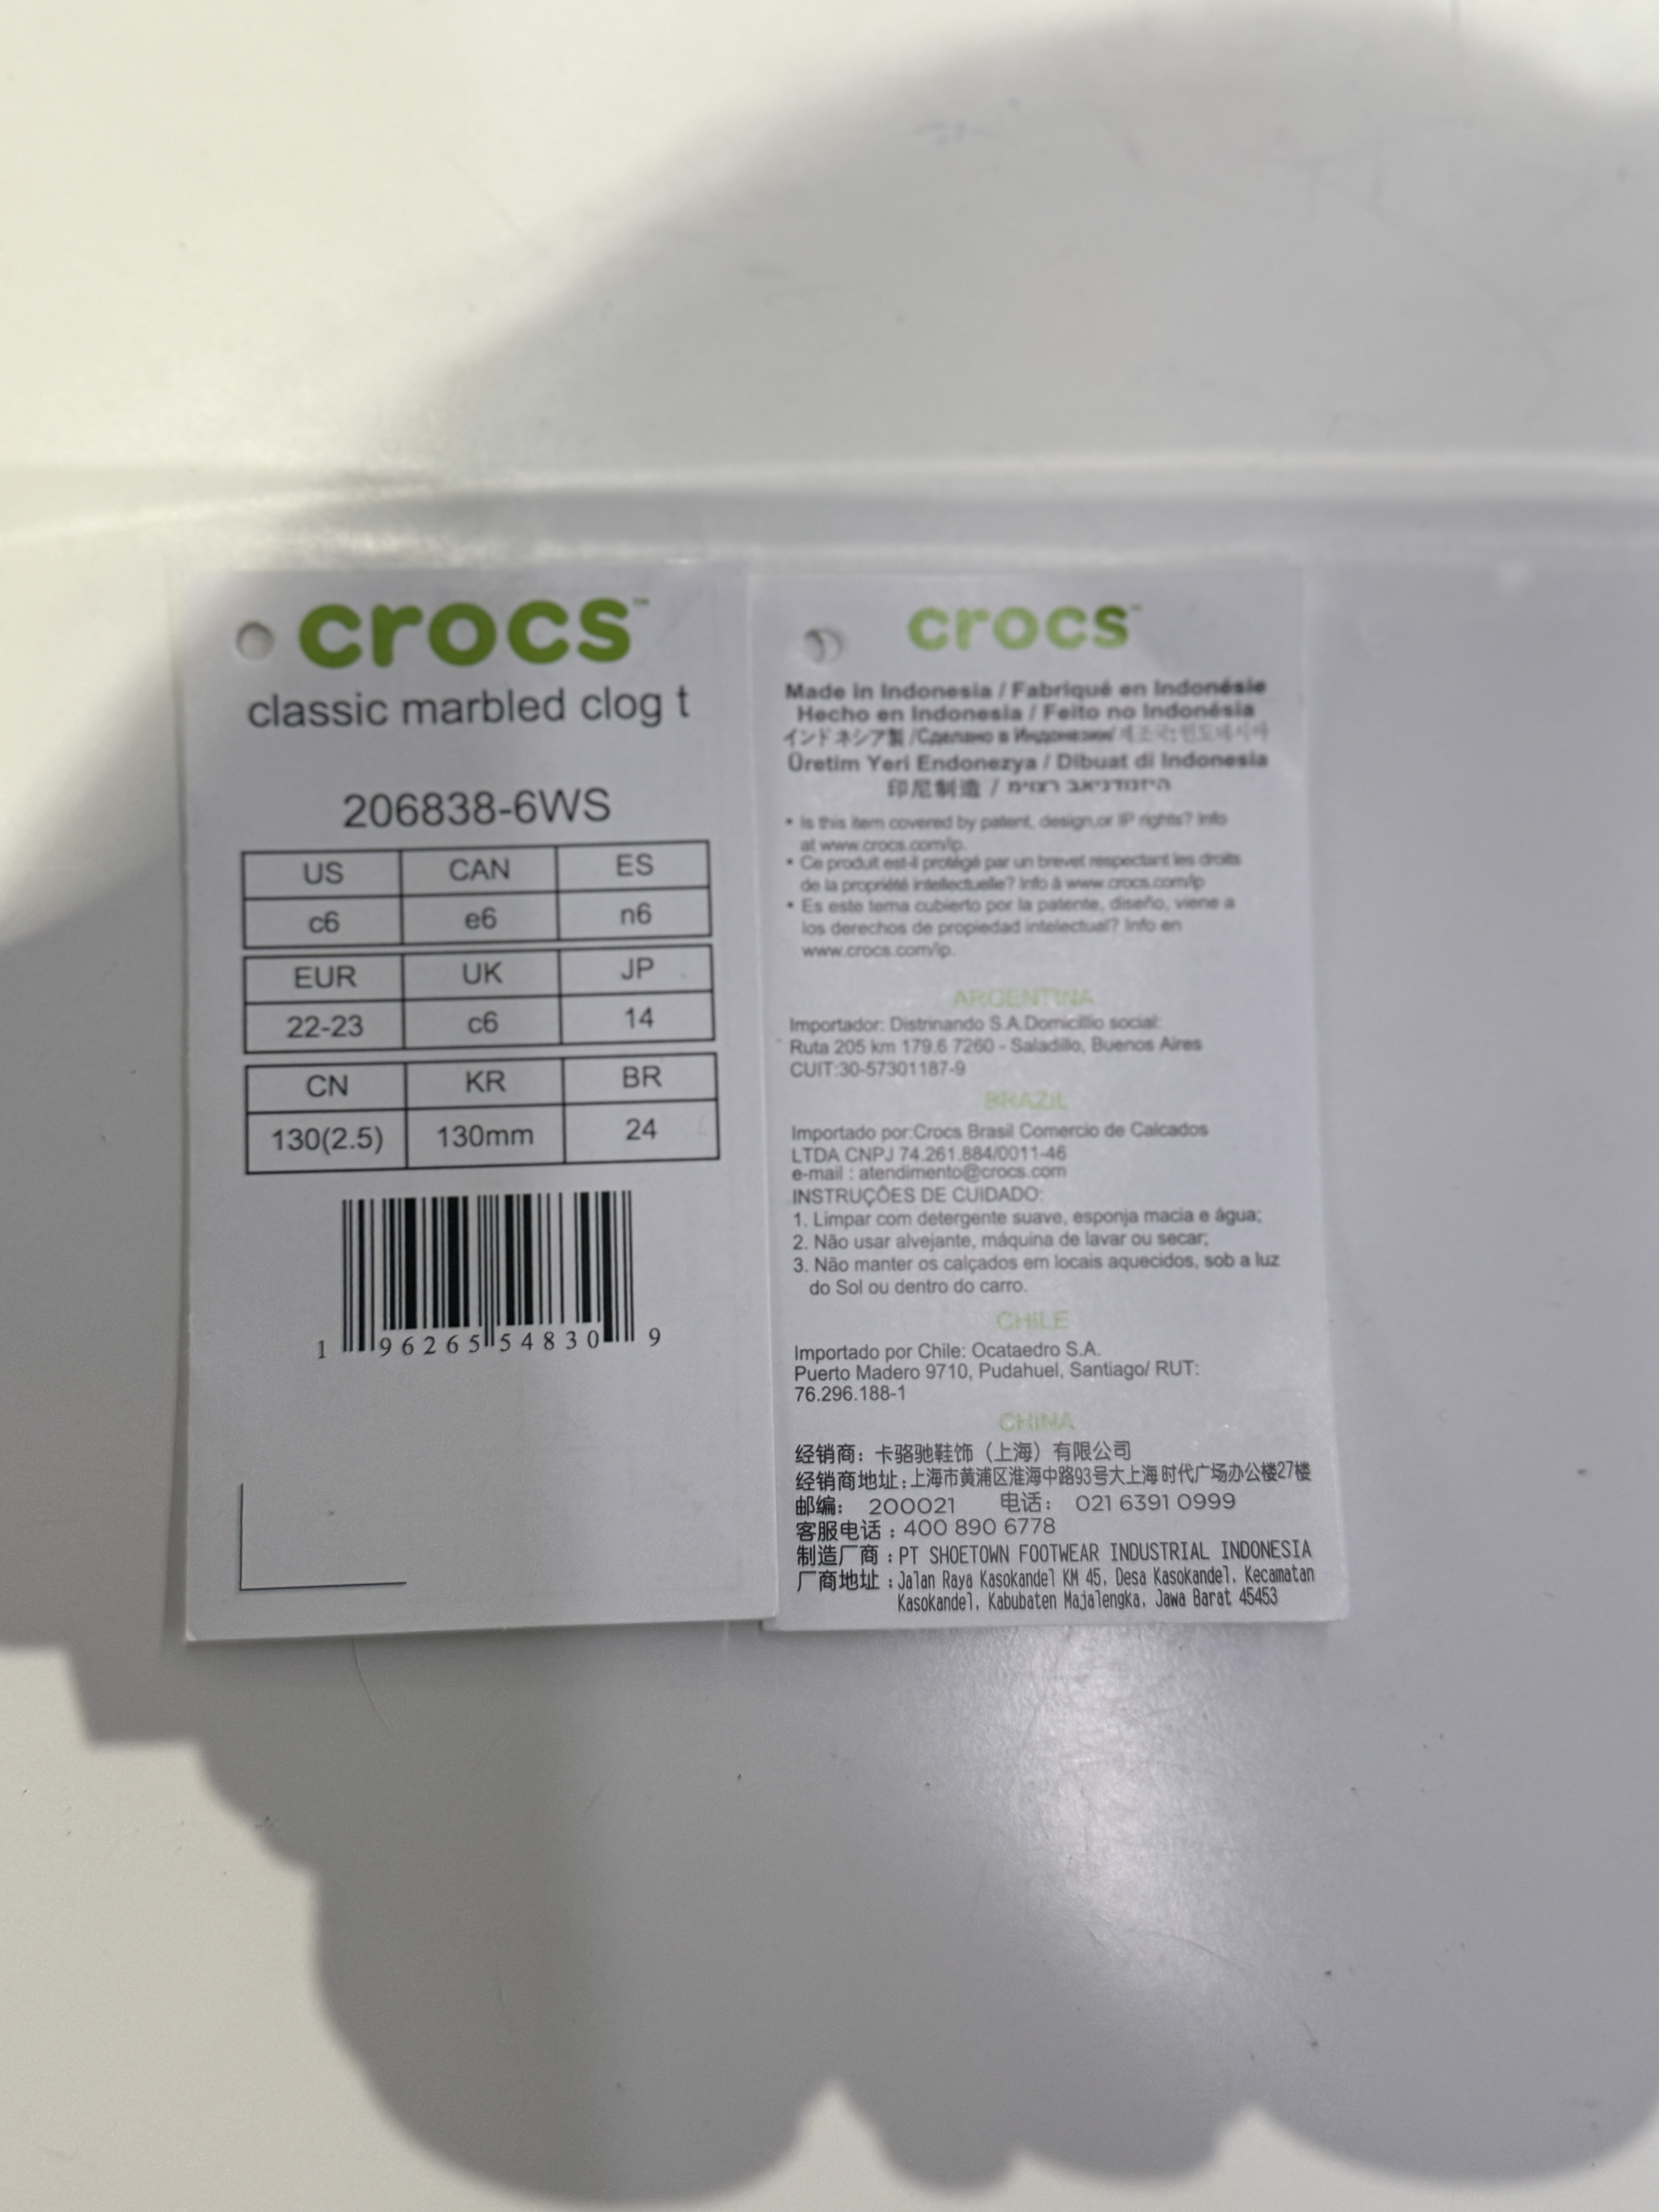 crocs™
classic marbled clog t
206838-6WS
US CAN ES
c6 e6 n6
EUR UK JP
22-23 c6 14
CN KR BR
130(2.5) 130mm 24
1 96265 54830 9
crocs™
Made in Indonesia / Fabriqué en Indonésie
Hecho en Indonesia / Feito no Indonésia
インドネシア製 /Сделано в Индонезии/ 제조국:인도네시아
Üretim Yeri Endonezya / Dibuat di Indonesia
印尼制造 /
• Is this item covered by patent, design,or IP rights? Info
at www.crocs.com/ip.
• Ce produit est-il protégé par un brevet respectant les droits
de la propriété intellectuelle? Info à www.crocs.com/ip
• Es este tema cubierto por la patente, diseño, viene a
los derechos de propiedad intelectual? Info en
www.crocs.com/ip.
ARGENTINA
Importador: Distrinando S.A.Domicillio social:
Ruta 205 km 179.6 7260 - Saladillo, Buenos Aires
CUIT:30-57301187-9
BRAZIL
Importado por:Crocs Brasil Comercio de Calcados
LTDA CNPJ 74.261.884/0011-46
e-mail : atendimento@crocs.com
INSTRUÇÕES DE CUIDADO:
1. Limpar com detergente suave, esponja macia e água;
2. Não usar alvejante, máquina de lavar ou secar;
3. Não manter os calçados em locais aquecidos, sob a luz
do Sol ou dentro do carro.
CHILE
Importado por Chile: Ocataedro S.A.
Puerto Madero 9710, Pudahuel, Santiago/ RUT:
76.296.188-1
CHINA
经销商: 卡骆驰鞋饰（上海）有限公司
经销商地址:上海市黄浦区淮海中路93号大上海时代广场办公楼27楼
邮编: 200021 电话: 021 6391 0999
客服电话:400 890 6778
制造厂商:PT SHOETOWN FOOTWEAR INDUSTRIAL INDONESIA
厂商地址:Jalan Raya Kasokandel KM 45, Desa Kasokandel, Kecamatan
Kasokandel, Kabubaten Majalengka, Jawa Barat 45453